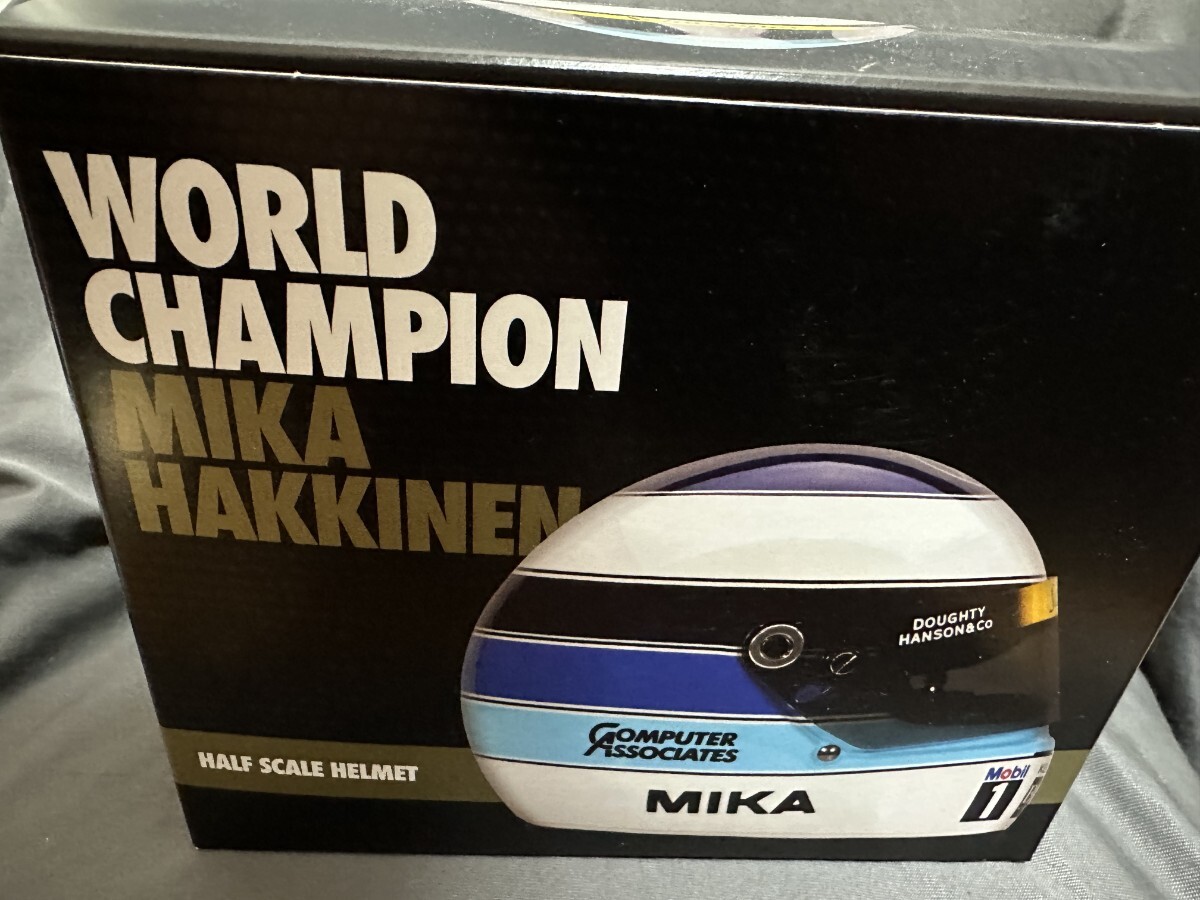 WORLD
CHAMPION
MIKA
HAKKINEN
DOUGHTY
HANSON&Co
COMPUTER
ASSOCIATES
HALF SCALE HELMET
MIKA
Mobil
1